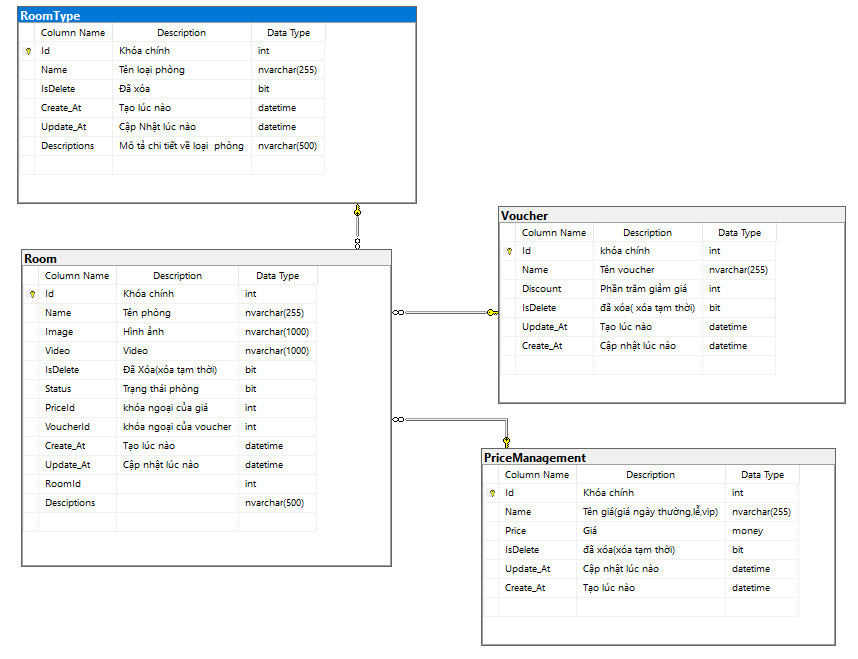 RoomType
Column Name Description Data Type
Id Khóa chính int
Name Tên loại phòng nvarchar(255)
IsDelete Đã xóa bit
Create_At Tạo lúc nào datetime
Update_At Cập Nhật lúc nào datetime
Descriptions Mô tả chi tiết về loại phòng nvarchar(500)
Room
Column Name Description Data Type
Id Khóa chính int
Name Tên phòng nvarchar(255)
Image Hình ảnh nvarchar(1000)
Video Video nvarchar(1000)
IsDelete Đã Xóa(xóa tạm thời) bit
Status Trạng thái phòng bit
PriceId khóa ngoại của giá int
VoucherId khóa ngoại của voucher int
Create_At Tạo lúc nào datetime
Update_At Cập nhật lúc nào datetime
RoomId int
Desciptions nvarchar(500)
Voucher
Column Name Description Data Type
Id khóa chính int
Name Tên voucher nvarchar(255)
Discount Phần trăm giảm giá int
IsDelete đã xóa( xóa tạm thời) bit
Update_At Tạo lúc nào datetime
Create_At Cập nhật lúc nào datetime
PriceManagement
Column Name Description Data Type
Id Khóa chính int
Name Tên giá(giá ngày thường,lễ,vip) nvarchar(255)
Price Giá money
IsDelete đã xóa(xóa tạm thời) bit
Update_At Cập nhật lúc nào datetime
Create_At Tạo lúc nào datetime